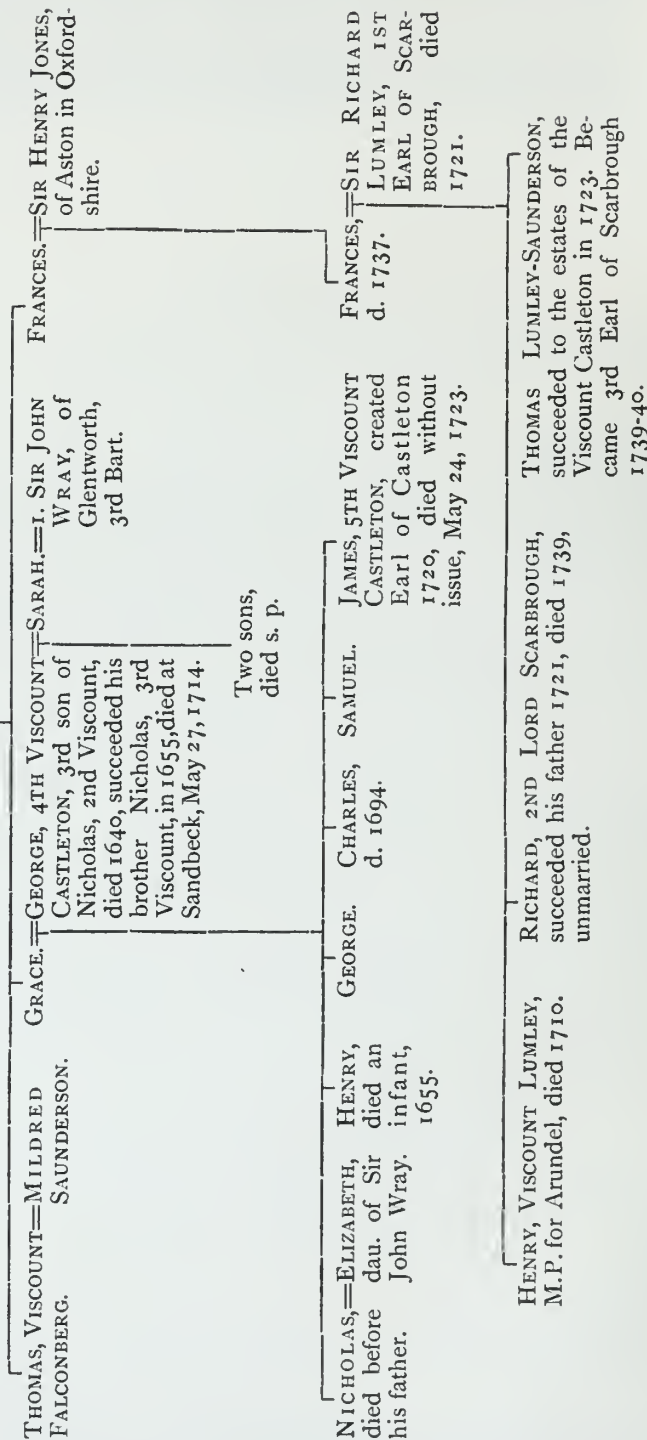 THOMAS, VISCOUNT=MILDRED
FALCONBERG. SAUNDERSON.
GRACE.=GEORGE, 4TH VISCOUNT=SARAH.=1. SIR JOHN
CASTLETON, 3rd son of WRAY, of
Nicholas, 2nd Viscount, Glentworth,
died 1640, succeeded his 3rd Bart.
brother Nicholas, 3rd
Viscount, in 1655, died at
Sandbeck, May 27, 1714.
Two sons,
died s. p.
FRANCES.=SIR HENRY JONES,
of Aston in Oxford-
shire.
NICHOLAS,=ELIZABETH,
died before dau. of Sir
his father. John Wray.
HENRY,
died an
infant,
1655.
GEORGE.
CHARLES,
d. 1694.
SAMUEL.
JAMES, 5TH VISCOUNT
CASTLETON, created
Earl of Castleton
1720, died without
issue, May 24, 1723.
FRANCES,=SIR RICHARD
d. 1737. LUMLEY, 1ST
EARL OF SCAR-
BROUGH, died
1721.
HENRY, VISCOUNT LUMLEY,
M.P. for Arundel, died 1710.
RICHARD, 2ND LORD SCARBROUGH,
succeeded his father 1721, died 1739,
unmarried.
THOMAS LUMLEY-SAUNDERSON,
succeeded to the estates of the
Viscount Castleton in 1723. Be-
came 3rd Earl of Scarbrough
1739-40.